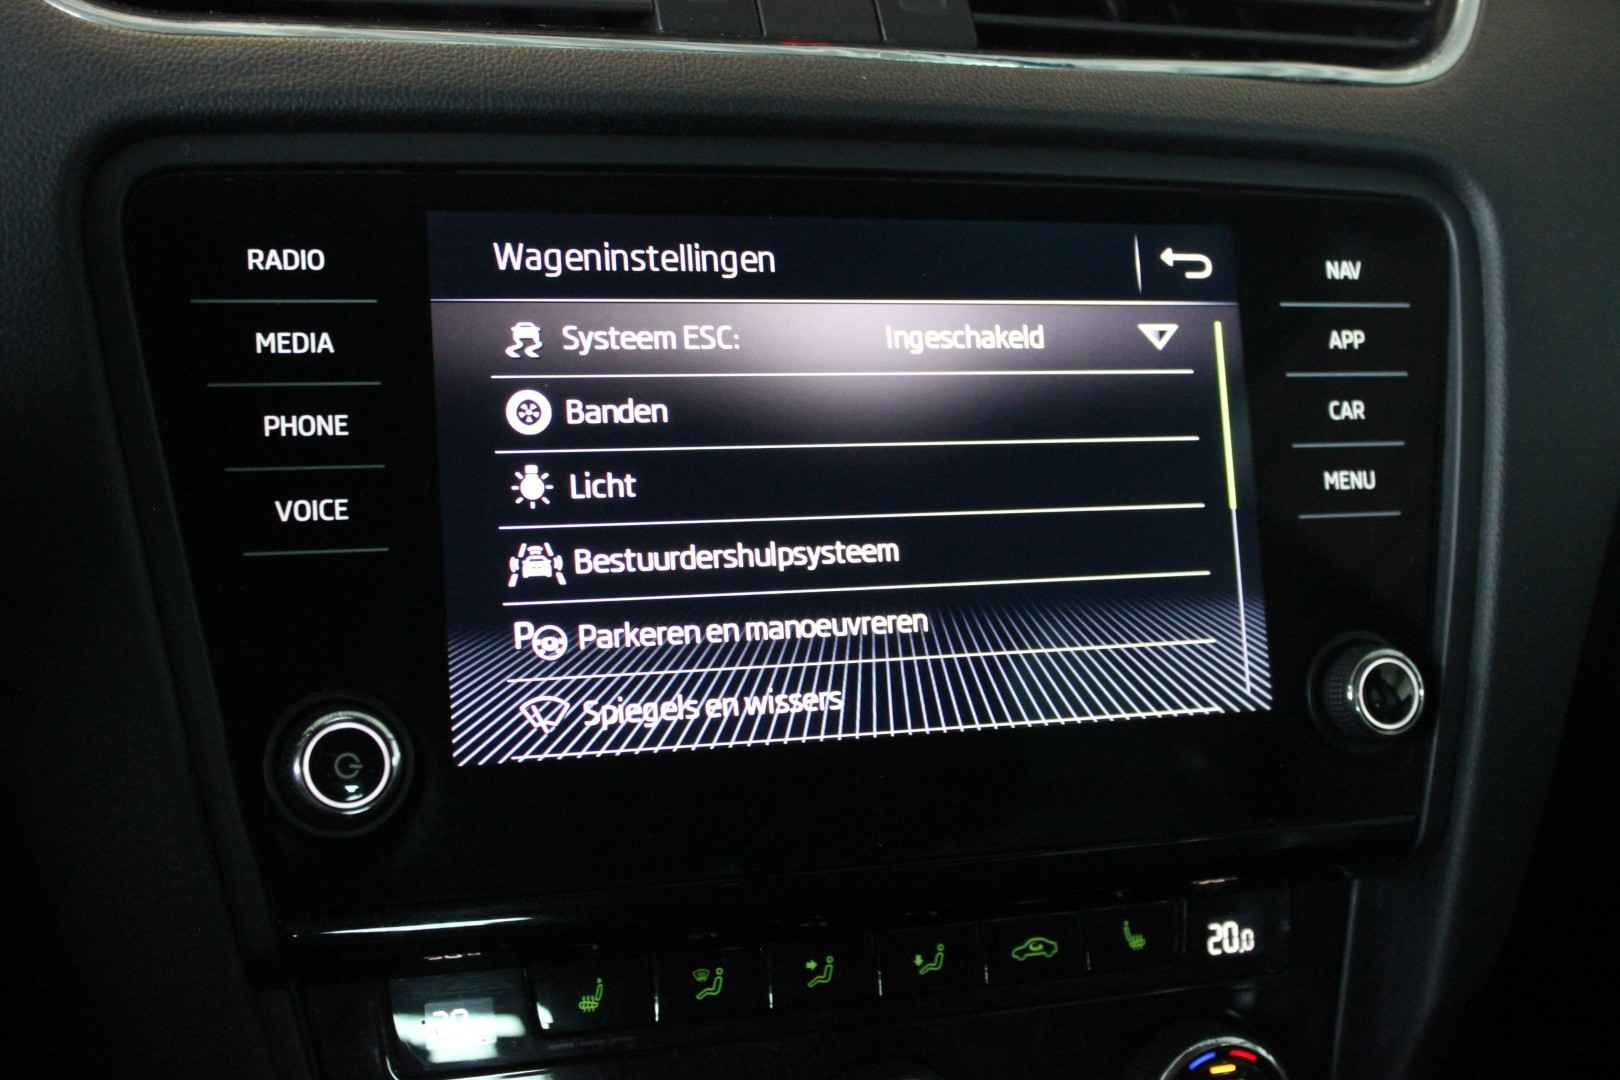 RADIO
MEDIA
PHONE
VOICE
Wageninstellingen
Systeem ESC: Ingeschakeld
Banden
Licht
Bestuurdershulpsysteem
P Parkeren en manoeuvreren
Spiegels en wissers
NAV
APP
CAR
MENU
20.0